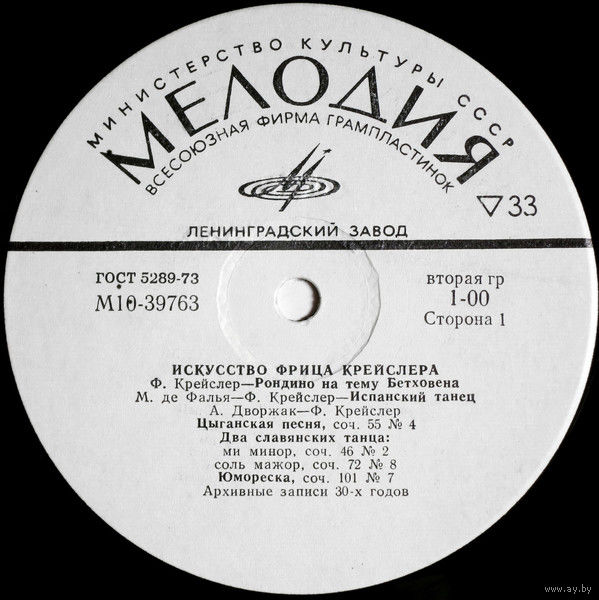 МИНИСТЕРСТВО КУЛЬТУРЫ СССР
МЕЛОДИЯ
ВСЕСОЮЗНАЯ ФИРМА ГРАМПЛАСТИНОК
▽33
ЛЕНИНГРАДСКИЙ ЗАВОД
ГОСТ 5289-73
М10-39763
вторая гр
1-00
Сторона 1
ИСКУССТВО ФРИЦА КРЕЙСЛЕРА
Ф. Крейслер—Рондино на тему Бетховена
М. де Фалья—Ф. Крейслер—Испанский танец
А. Дворжак—Ф. Крейслер
Цыганская песня, соч. 55 № 4
Два славянских танца:
ми минор, соч. 46 № 2
соль мажор, соч. 72 № 8
Юмореска, соч. 101 № 7
Архивные записи 30-х годов
www.ay.by